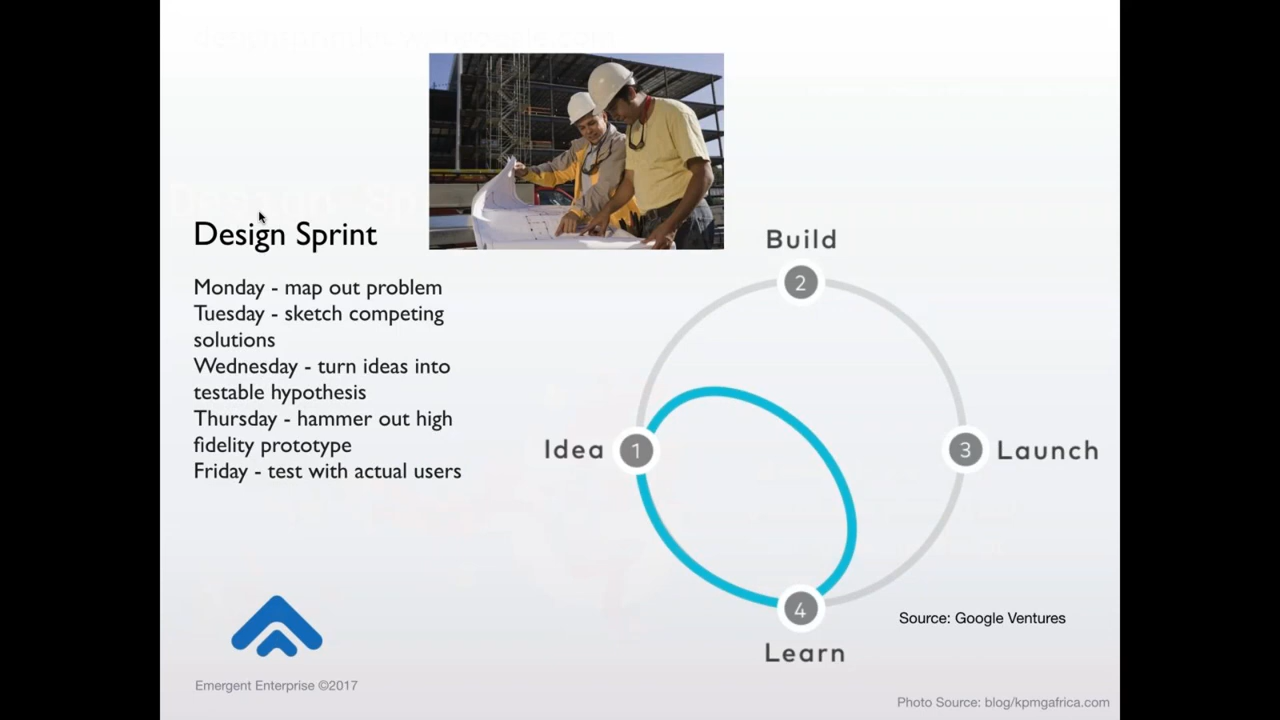 Design Sprint
Monday - map out problem
Tuesday - sketch competing
solutions
Wednesday - turn ideas into
testable hypothesis
Thursday - hammer out high
fidelity prototype
Friday - test with actual users
Build
2
Idea
1
3
Launch
4
Learn
Source: Google Ventures
Emergent Enterprise ©2017
Photo Source: blog/kpmgafrica.com